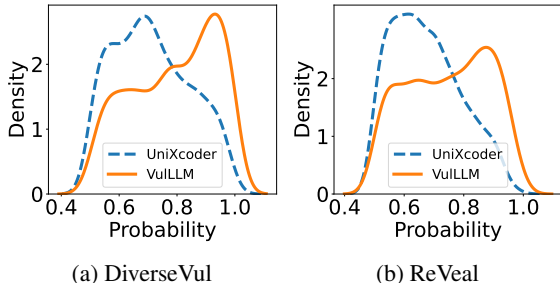 Density
2
1
0
UniXcoder
VulLLM
0.4 0.6 0.8 1.0
Probability
(a) DiverseVul
Density
2
1
0
UniXcoder
VulLLM
0.4 0.6 0.8 1.0
Probability
(b) ReVeal